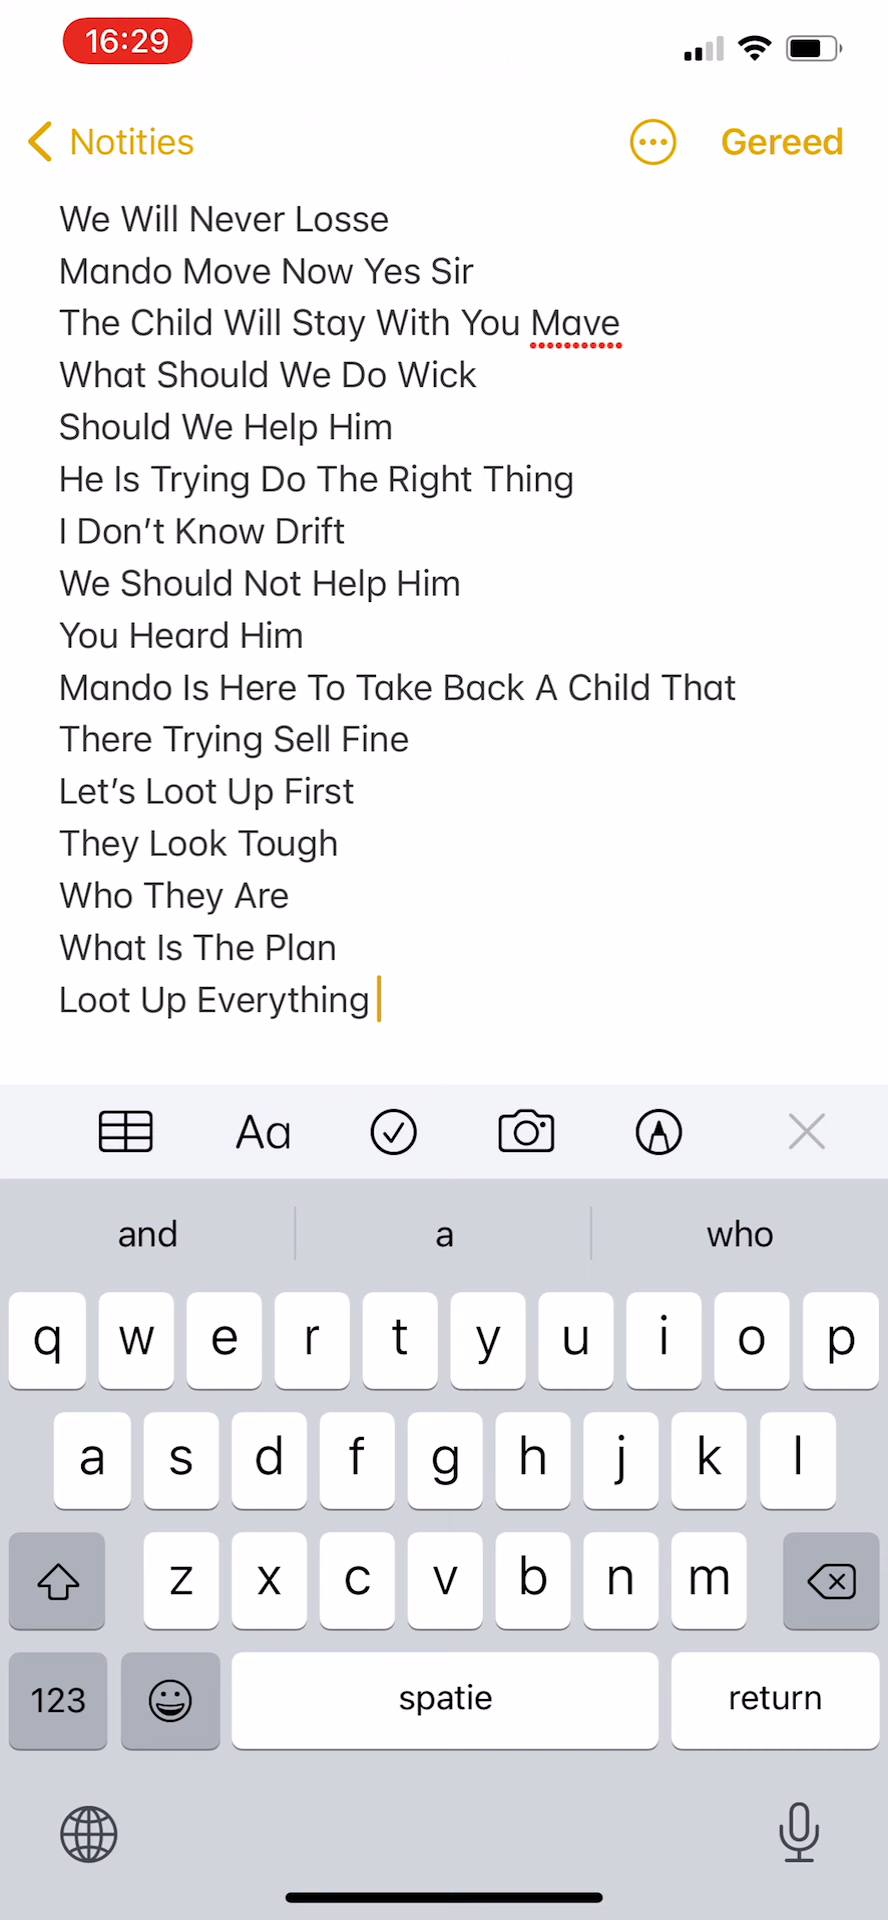 16:29
Notities
Gereed
We Will Never Losse
Mando Move Now Yes Sir
The Child Will Stay With You Mave
What Should We Do Wick
Should We Help Him
He Is Trying Do The Right Thing
I Don’t Know Drift
We Should Not Help Him
You Heard Him
Mando Is Here To Take Back A Child That
There Trying Sell Fine
Let’s Loot Up First
They Look Tough
Who They Are
What Is The Plan
Loot Up Everything
Aa
and a who
q w e r t y u i o p
a s d f g h j k l
z x c v b n m
123 spatie return